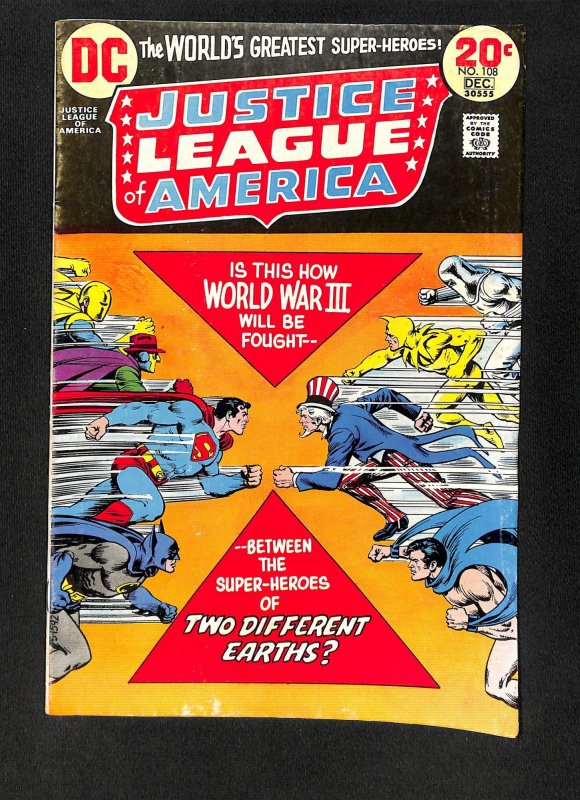 DC
The WORLD'S GREATEST SUPER-HEROES!
20¢
NO. 108
DEC.
30555
JUSTICE
LEAGUE
OF
AMERICA
JUSTICE
LEAGUE
of AMERICA
APPROVED
BY THE
COMICS
CODE
AUTHORITY
IS THIS HOW
WORLD WAR III
WILL BE
FOUGHT--
S
--BETWEEN
THE
SUPER-HEROES
OF
TWO DIFFERENT
EARTHS?